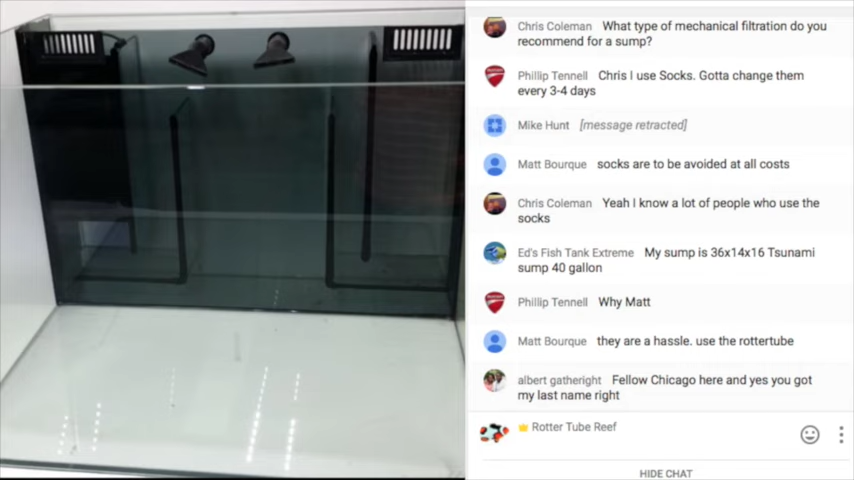 Chris Coleman What type of mechanical filtration do you
recommend for a sump?
Phillip Tennell Chris I use Socks. Gotta change them
every 3-4 days
Mike Hunt [message retracted]
Matt Bourque socks are to be avoided at all costs
Chris Coleman Yeah I know a lot of people who use the
socks
Ed's Fish Tank Extreme My sump is 36x14x16 Tsunami
sump 40 gallon
Phillip Tennell Why Matt
Matt Bourque they are a hassle. use the rottertube
albert gatheright Fellow Chicago here and yes you got
my last name right
Rotter Tube Reef
HIDE CHAT